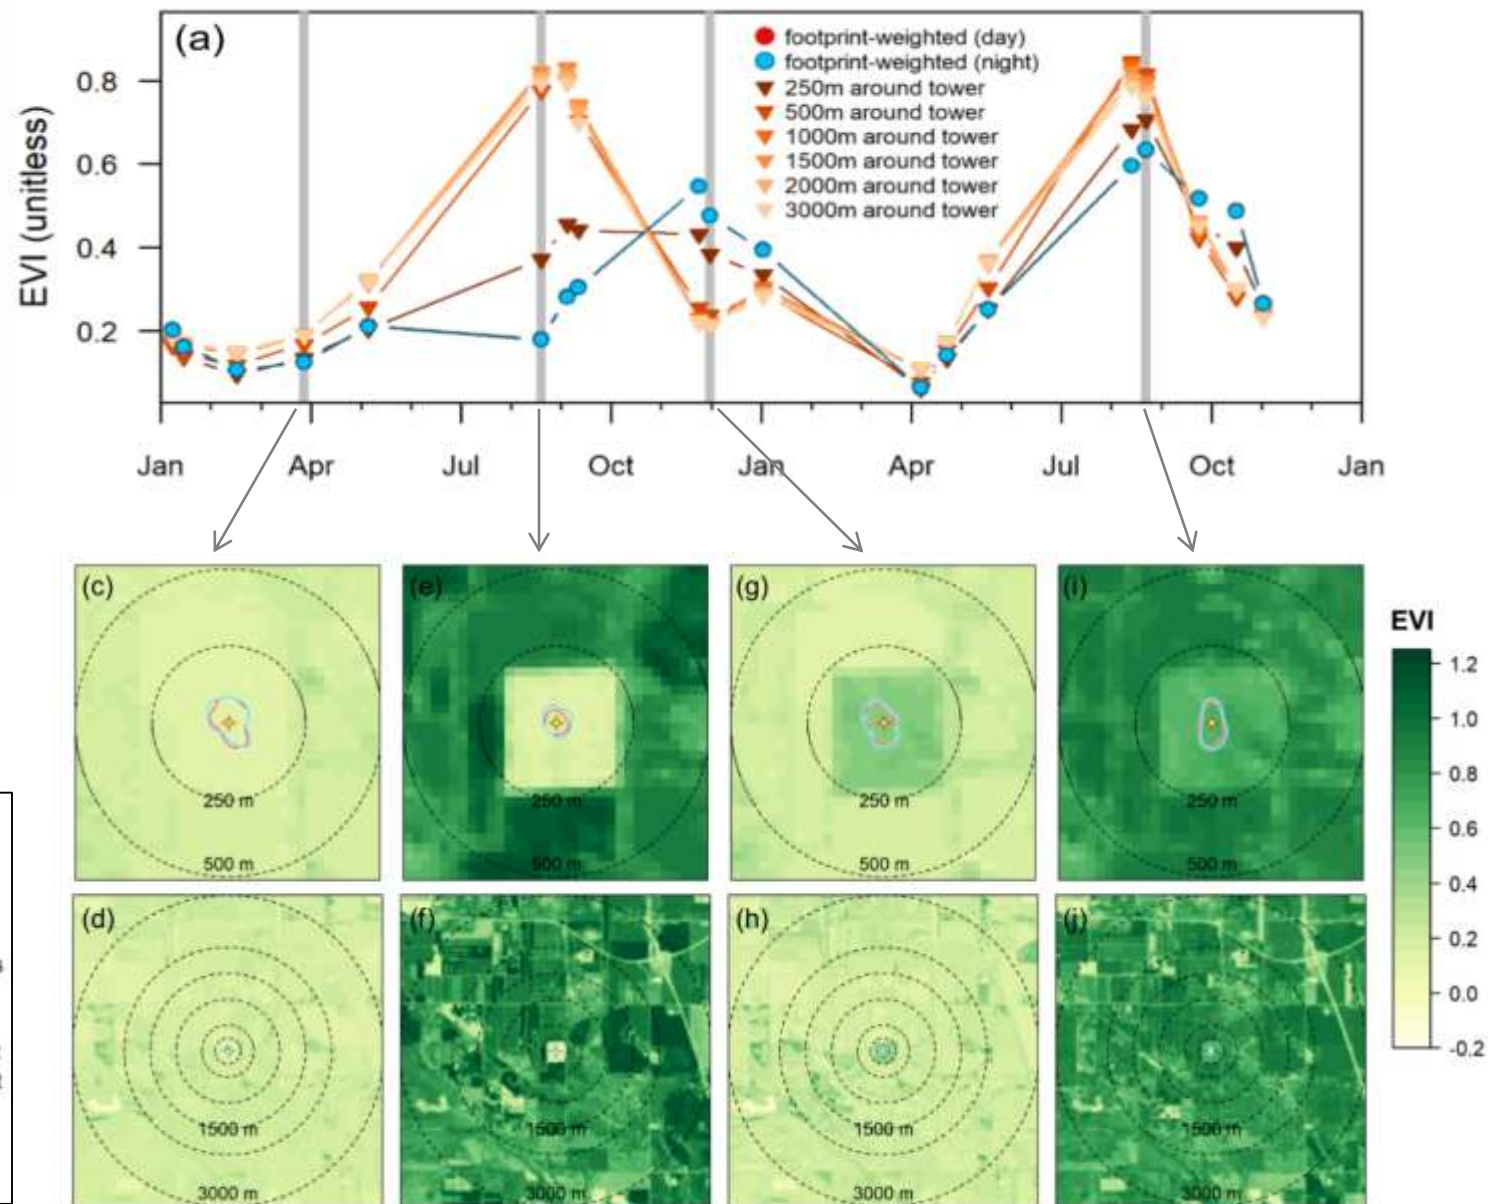 (a)
footprint-weighted (day)
footprint-weighted (night)
250m around tower
500m around tower
1000m around tower
1500m around tower
2000m around tower
3000m around tower
EVI (unitless)
0.8
0.6
0.4
0.2
Jan Apr Jul Oct Jan Apr Jul Oct Jan
(c) (e) (g) (i)
250 m 250 m 250 m 250 m
500 m 500 m 500 m 500 m
(d) (f) (h) (j)
1500 m 1500 m 1500 m 1500 m
3000 m 3000 m 3000 m 3000 m
EVI
1.2
1.0
0.8
0.6
0.4
0.2
0.0
-0.2